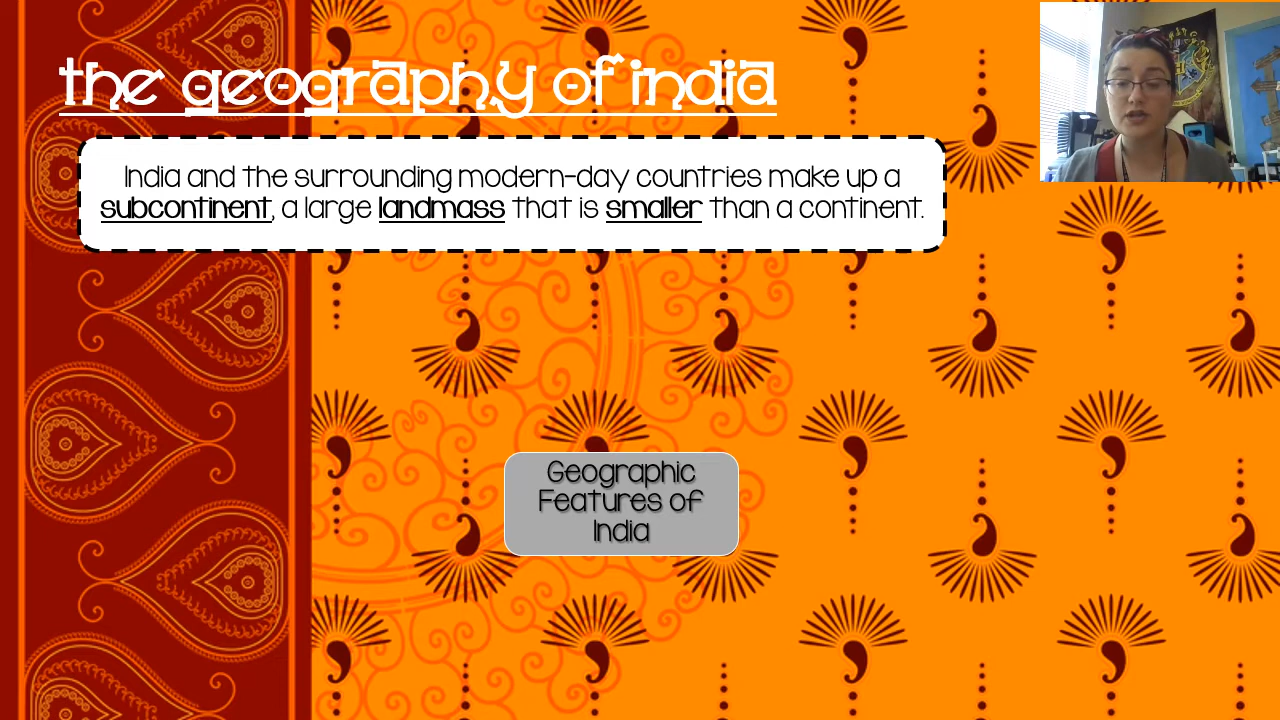 the geography of india
India and the surrounding modern-day countries make up a
subcontinent, a large landmass that is smaller than a continent.
Geographic
Features of
India